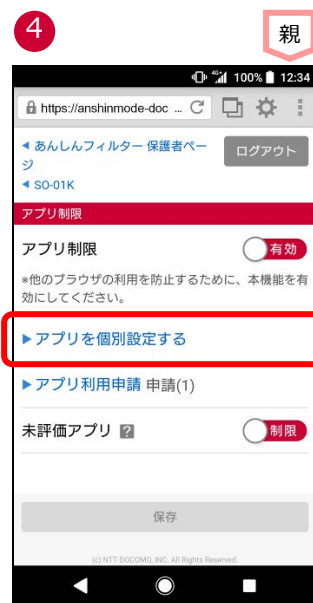 4
親
4G 100% 12:34
https://anshinmode-doc ...
あんしんフィルター 保護者ペー
ジ
ログアウト
SO-01K
アプリ制限
アプリ制限
有効
*他のブラウザの利用を防止するために、本機能を有
効にしてください。
アプリを個別設定する
アプリ利用申請 申請(1)
未評価アプリ ?
制限
保存
(c) NTT DOCOMO, INC. All Rights Reserved.